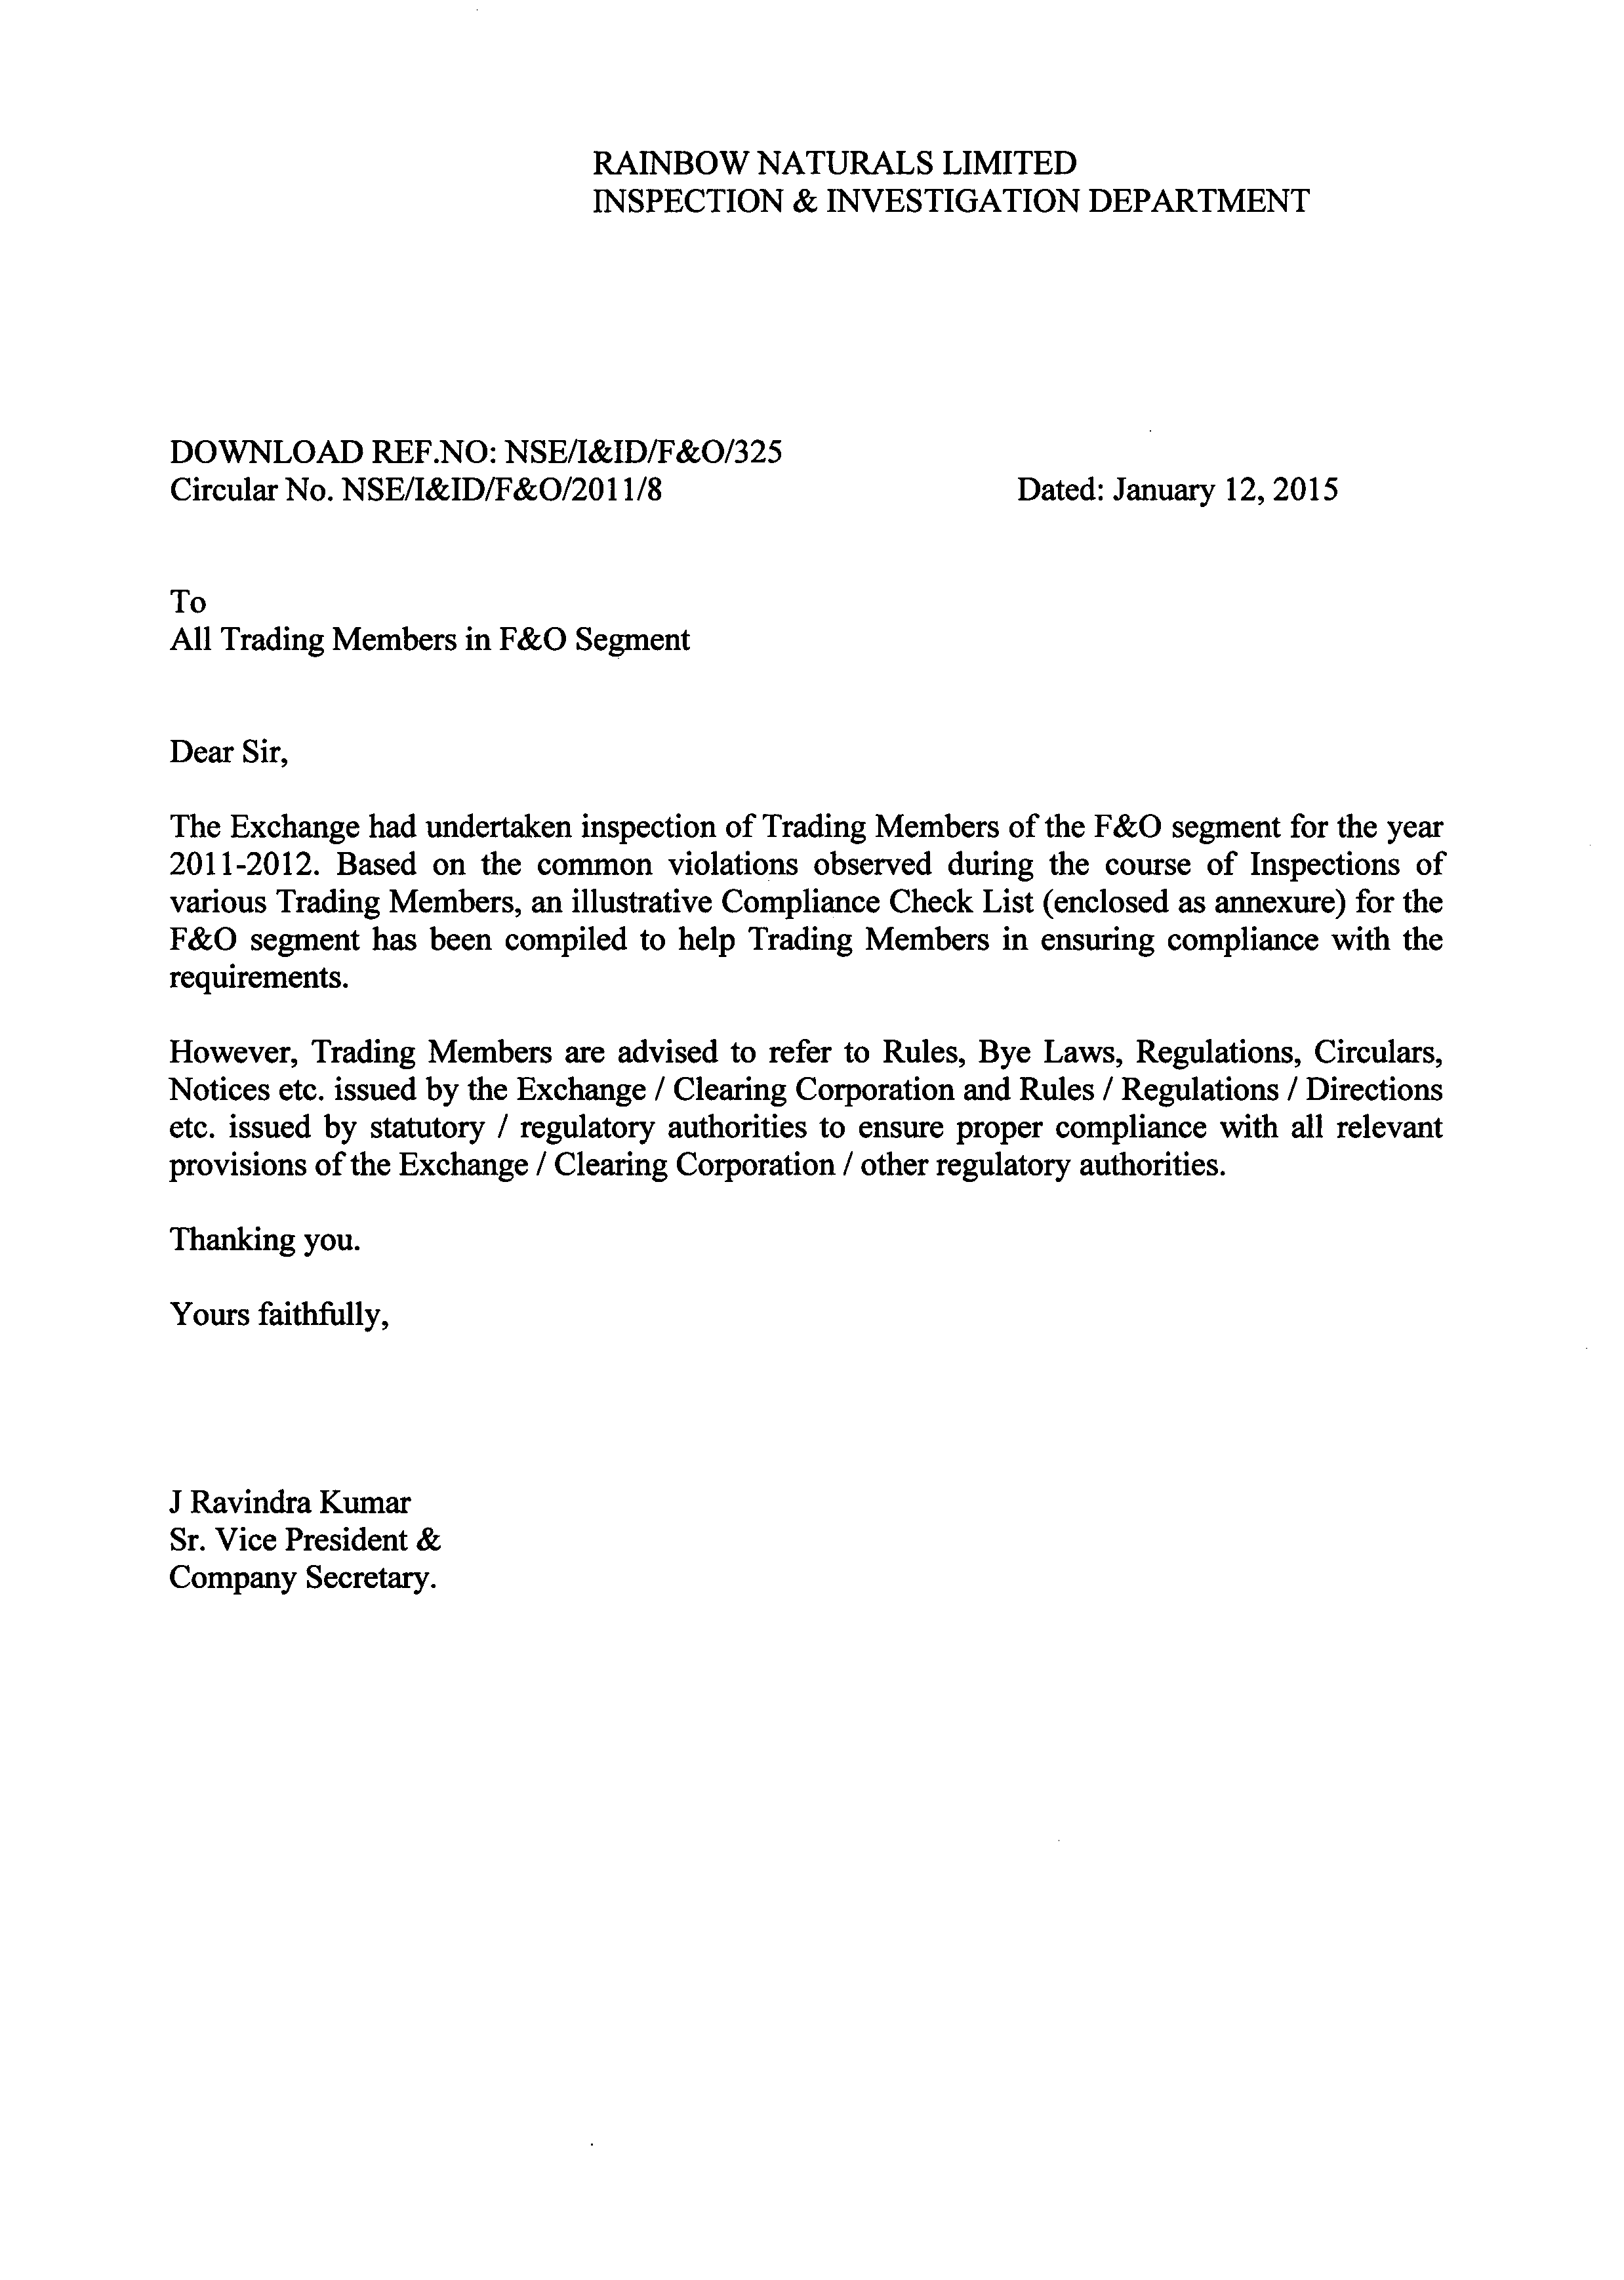 RAINBOW NATURALS LIMITED
INSPECTION & INVESTIGATION DEPARTMENT
DOWNLOAD REF.NO: NSE/I&ID/F&O/325
Circular No. NSE/I&ID/F&O/2011/8 Dated: January 12, 2015
To
All Trading Members in F&O Segment
Dear Sir,
The Exchange had undertaken inspection of Trading Members of the F&O segment for the year
2011-2012. Based on the common violations observed during the course of Inspections of
various Trading Members, an illustrative Compliance Check List (enclosed as annexure) for the
F&O segment has been compiled to help Trading Members in ensuring compliance with the
requirements.
However, Trading Members are advised to refer to Rules, Bye Laws, Regulations, Circulars,
Notices etc. issued by the Exchange / Clearing Corporation and Rules / Regulations / Directions
etc. issued by statutory / regulatory authorities to ensure proper compliance with all relevant
provisions of the Exchange / Clearing Corporation / other regulatory authorities.
Thanking you.
Yours faithfully,
J Ravindra Kumar
Sr. Vice President &
Company Secretary.